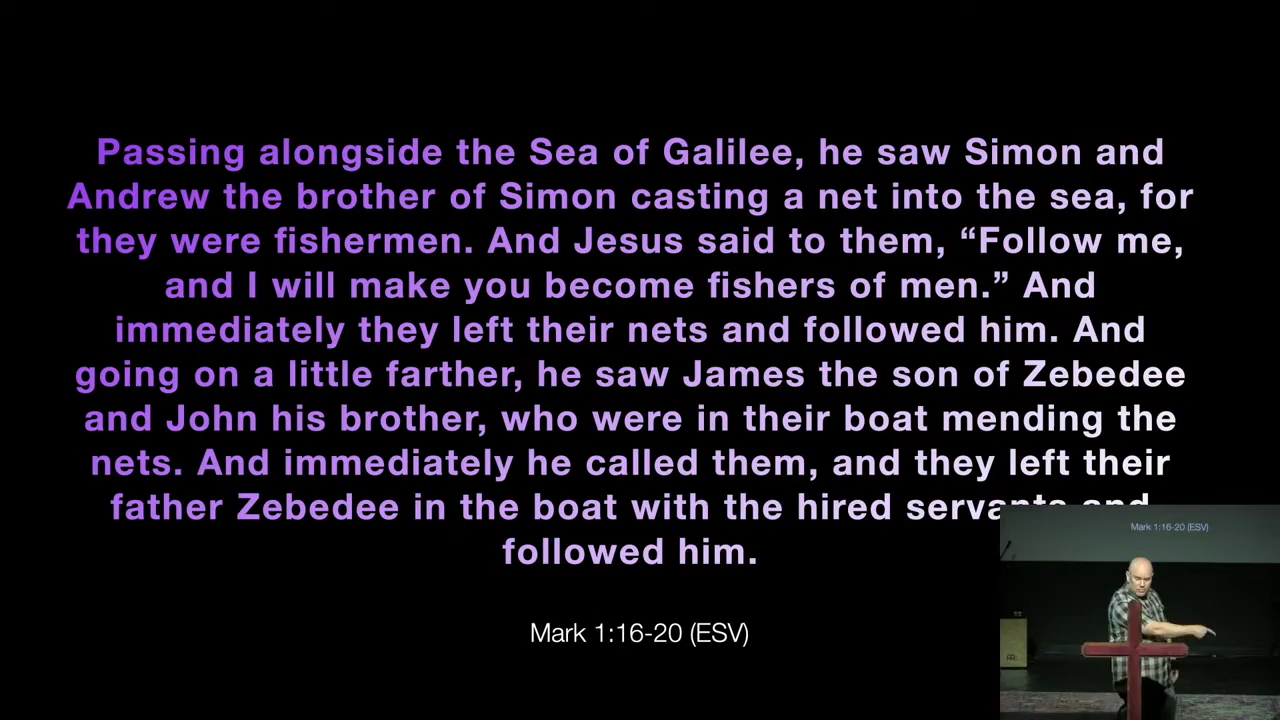 Passing alongside the Sea of Galilee, he saw Simon and
Andrew the brother of Simon casting a net into the sea, for
they were fishermen. And Jesus said to them, “Follow me,
and I will make you become fishers of men.” And
immediately they left their nets and followed him. And
going on a little farther, he saw James the son of Zebedee
and John his brother, who were in their boat mending the
nets. And immediately he called them, and they left their
father Zebedee in the boat with the hired servants and
followed him.
Mark 1:16-20 (ESV)
Mark 1:16-20 (ESV)